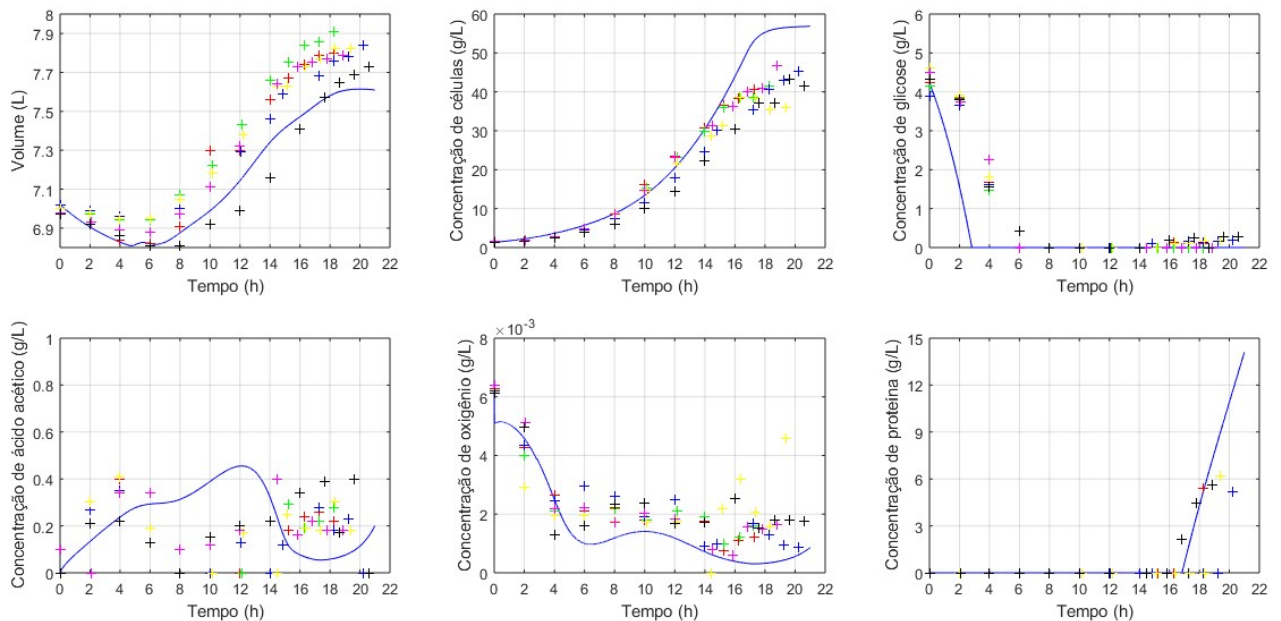 8
7.9
7.7
7.5
7.3
7.1
6.9
Volume (L)
0 2 4 6 8 10 12 14 16 18 20 22
Tempo (h)
60
50
40
30
20
10
0
Concentração de células (g/L)
0 2 4 6 8 10 12 14 16 18 20 22
Tempo (h)
6
4
2
0
Concentração de glicose (g/L)
0 2 4 6 8 10 12 14 16 18 20 22
Tempo (h)
1
0.8
0.6
0.4
0.2
0
Concentração de ácido acético (g/L)
0 2 4 6 8 10 12 14 16 18 20 22
Tempo (h)
×10⁻³
8
6
4
2
0
Concentração de oxigênio (g/L)
0 2 4 6 8 10 12 14 16 18 20 22
Tempo (h)
15
12
9
6
3
0
Concentração de proteína (g/L)
0 2 4 6 8 10 12 14 16 18 20 22
Tempo (h)